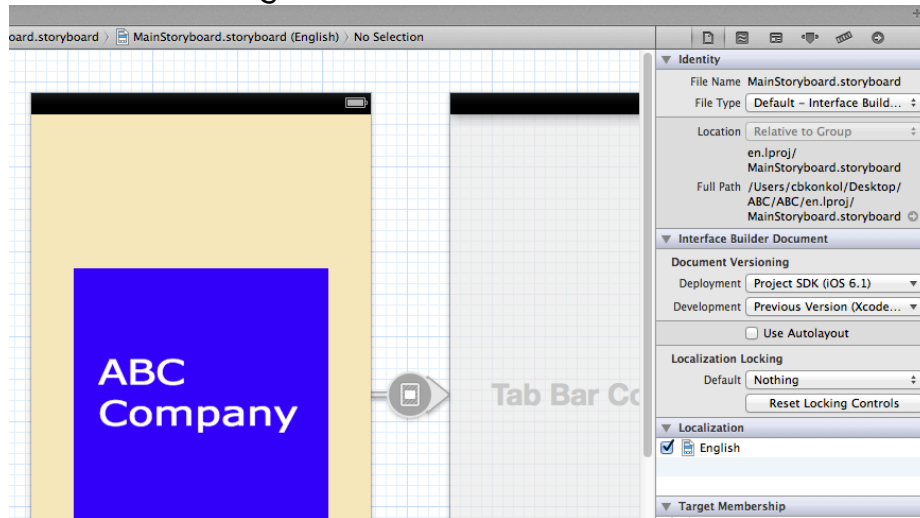 oard.storyboard 〉 MainStoryboard.storyboard (English) 〉 No Selection
Identity
File Name MainStoryboard.storyboard
File Type Default – Interface Build...
Location Relative to Group
en.lproj/
MainStoryboard.storyboard
Full Path /Users/cbkonkol/Desktop/
ABC/ABC/en.lproj/
MainStoryboard.storyboard
Interface Builder Document
Document Versioning
Deployment Project SDK (iOS 6.1)
Development Previous Version (Xcode...
Use Autolayout
Localization Locking
Default Nothing
Reset Locking Controls
Localization
English
Target Membership
ABC
Company
Tab Bar Co